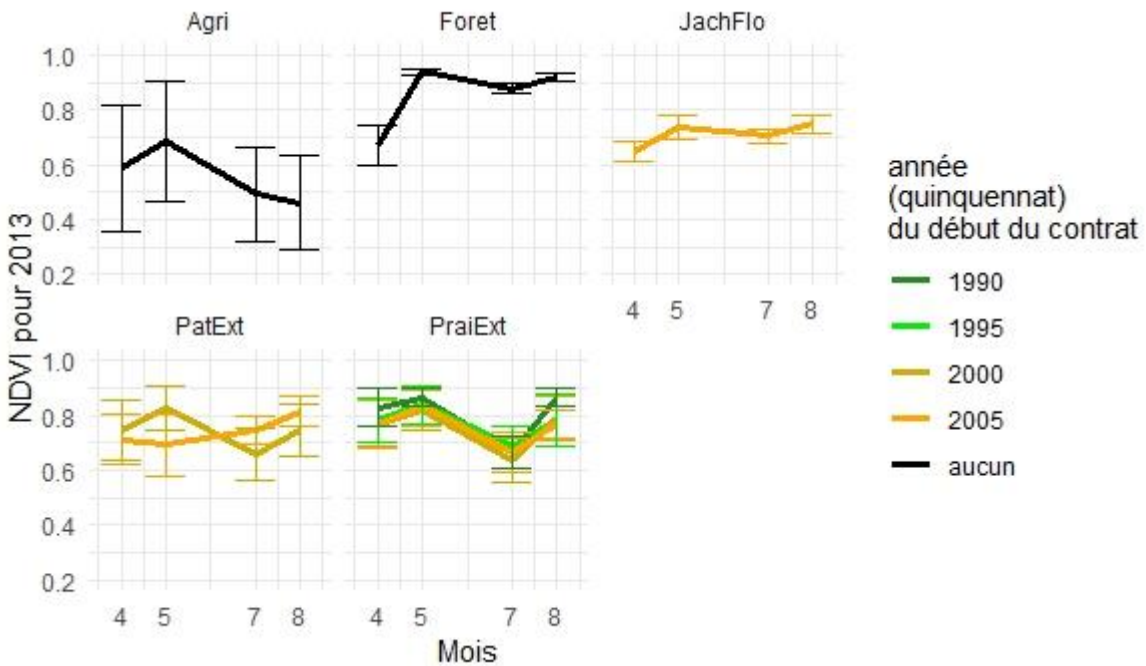 Agri
Foret
JachFlo
1.0
0.8
0.6
0.4
0.2
4 5 7 8
PatExt
PraiExt
1.0
0.8
0.6
0.4
0.2
4 5 7 8
4 5 7 8
Mois
NDVI pour 2013
année
(quinquennat)
du début du contrat
1990
1995
2000
2005
aucun